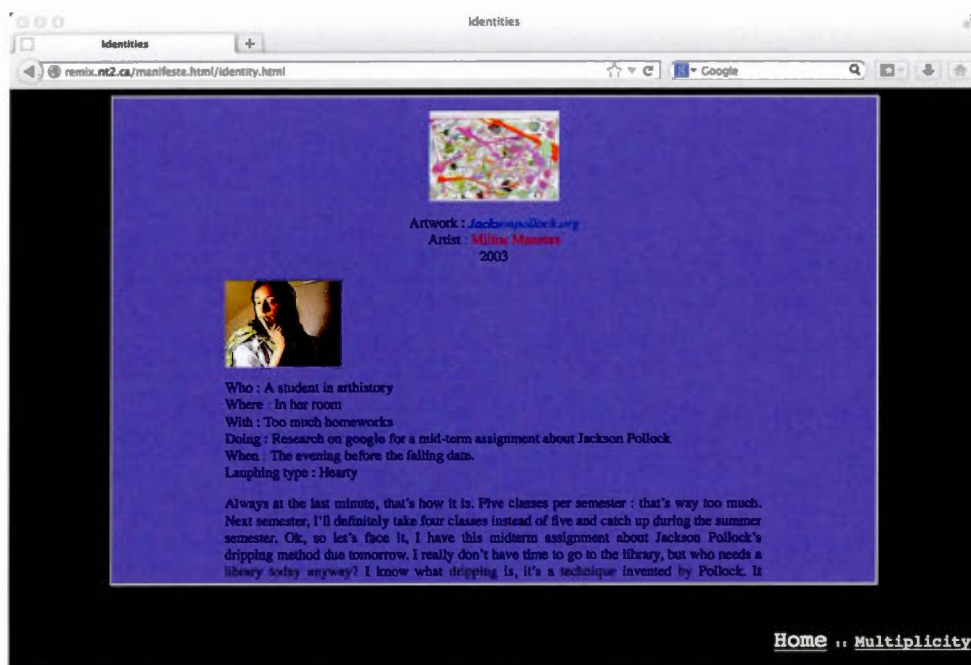 Identities
Identities
+
remix.nt2.ca/manifeste.html/identity.html
Google
Artwork : Jacksonpollock.org
Artist : Miltos Manetas
2003
Who : A student in arthistory
Where : In her room
With : Too much homeworks
Doing : Research on google for a mid-term assignment about Jackson Pollock
When : The evening before the falling date.
Lauphing type : Hearty
Always at the last minute, that's how it is. Five classes per semester : that's way too much.
Next semester, I'll definitely take four classes instead of five and catch up during the summer
semester. Ok, so let's face it, I have this midterm assignment about Jackson Pollock's
dripping method due tomorrow. I really don't have time to go to the library, but who needs a
library today anyway? I know what dripping is, it's a technique invented by Pollock. It
Home :: Multiplicity